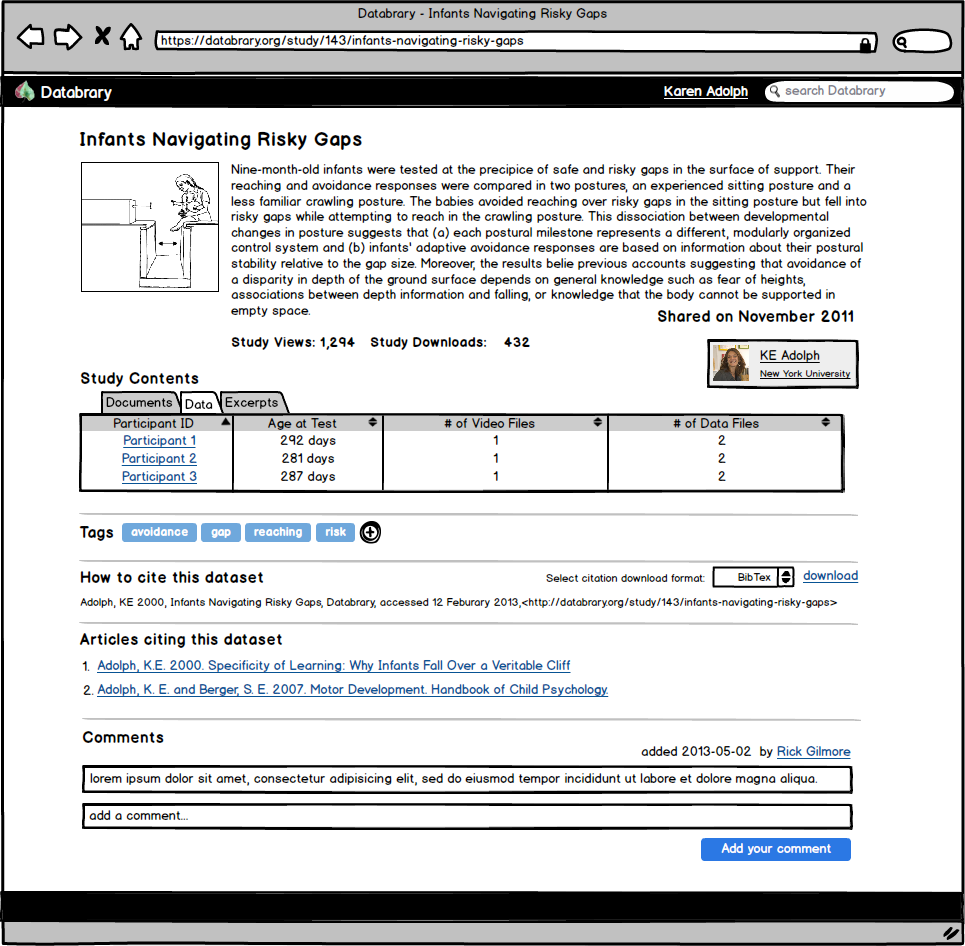 Databrary - Infants Navigating Risky Gaps
https://databrary.org/study/143/infants-navigating-risky-gaps
Databrary
Karen Adolph
search Databrary
Infants Navigating Risky Gaps
Nine-month-old infants were tested at the precipice of safe and risky gaps in the surface of support. Their
reaching and avoidance responses were compared in two postures, an experienced sitting posture and a
less familiar crawling posture. The babies avoided reaching over risky gaps in the sitting posture but fell into
risky gaps while attempting to reach in the crawling posture. This dissociation between developmental
changes in posture suggests that (a) each postural milestone represents a different, modularly organized
control system and (b) infants' adaptive avoidance responses are based on information about their postural
stability relative to the gap size. Moreover, the results belie previous accounts suggesting that avoidance of
a disparity in depth of the ground surface depends on general knowledge such as fear of heights,
associations between depth information and falling, or knowledge that the body cannot be supported in
empty space.
Shared on November 2011
Study Views: 1,294 Study Downloads: 432
KE Adolph
New York University
Study Contents
Documents Data Excerpts
Participant ID Age at Test # of Video Files # of Data Files
Participant 1 292 days 1 2
Participant 2 281 days 1 2
Participant 3 287 days 1 2
Tags avoidance gap reaching risk
How to cite this dataset
Select citation download format: BibTex download
Adolph, KE 2000, Infants Navigating Risky Gaps, Databrary, accessed 12 Feburary 2013,<http://databrary.org/study/143/infants-navigating-risky-gaps>
Articles citing this dataset
1. Adolph, K.E. 2000. Specificity of Learning: Why Infants Fall Over a Veritable Cliff
2. Adolph, K. E. and Berger, S. E. 2007. Motor Development. Handbook of Child Psychology.
Comments
added 2013-05-02 by Rick Gilmore
lorem ipsum dolor sit amet, consectetur adipisicing elit, sed do eiusmod tempor incididunt ut labore et dolore magna aliqua.
add a comment...
Add your comment